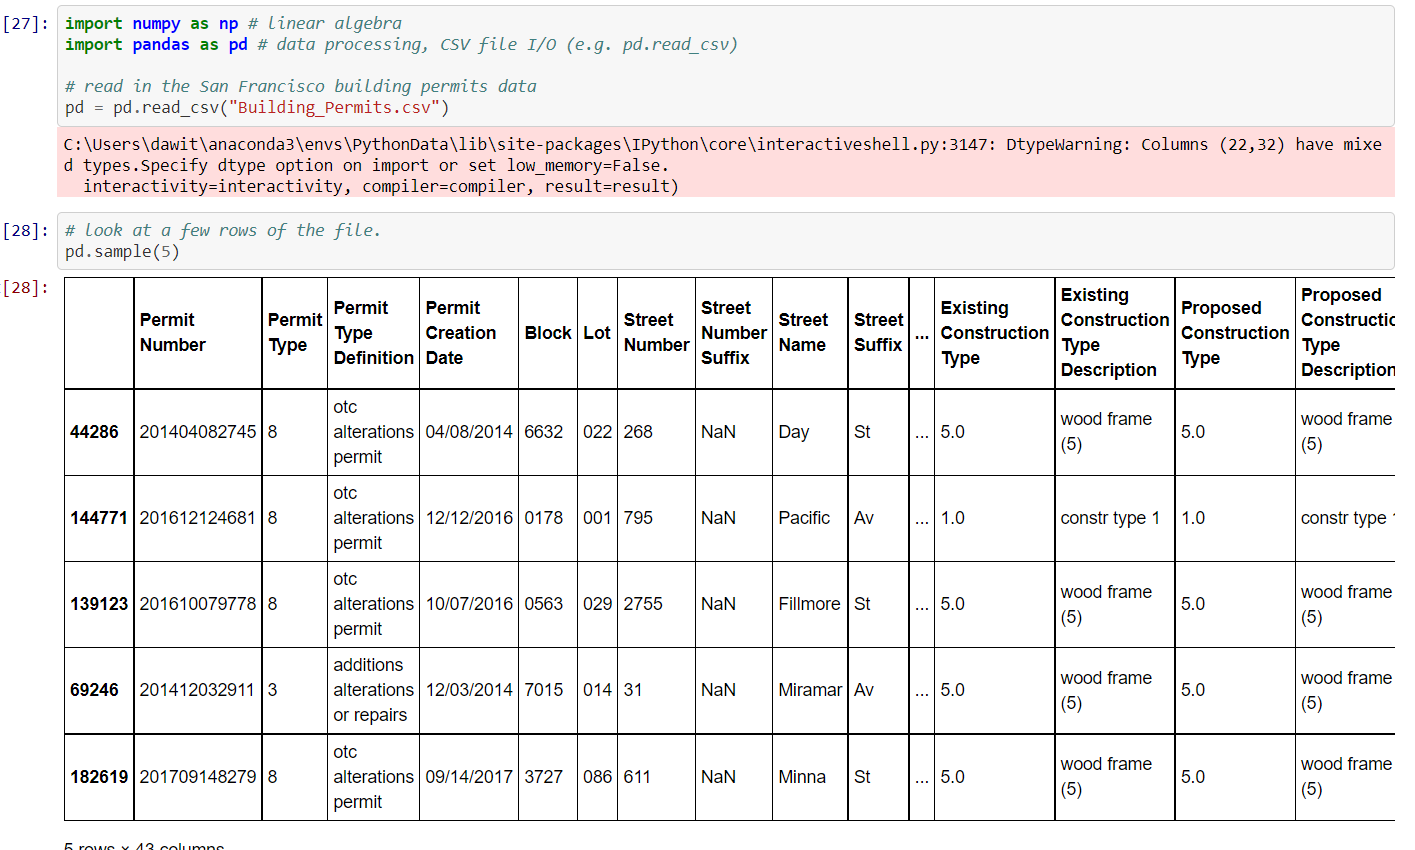 [27]: import numpy as np # linear algebra
import pandas as pd # data processing, CSV file I/O (e.g. pd.read_csv)
# read in the San Francisco building permits data
pd = pd.read_csv("Building_Permits.csv")
C:\Users\dawit\anaconda3\envs\PythonData\lib\site-packages\IPython\core\interactiveshell.py:3147: DtypeWarning: Columns (22,32) have mixe
d types.Specify dtype option on import or set low_memory=False.
interactivity=interactivity, compiler=compiler, result=result)
[28]: # look at a few rows of the file.
pd.sample(5)
[28]:
Permit Number Permit Type Permit Type Definition Permit Creation Date Block Lot Street Number Street Number Suffix Street Name Street Suffix ... Existing Construction Type Existing Construction Type Description Proposed Construction Type Proposed Constructic Type Description
44286 201404082745 8 otc alterations permit 04/08/2014 6632 022 268 NaN Day St ... 5.0 wood frame (5) 5.0 wood frame (5)
144771 201612124681 8 otc alterations permit 12/12/2016 0178 001 795 NaN Pacific Av ... 1.0 constr type 1 1.0 constr type
139123 201610079778 8 otc alterations permit 10/07/2016 0563 029 2755 NaN Fillmore St ... 5.0 wood frame (5) 5.0 wood frame (5)
69246 201412032911 3 additions alterations or repairs 12/03/2014 7015 014 31 NaN Miramar Av ... 5.0 wood frame (5) 5.0 wood frame (5)
182619 201709148279 8 otc alterations permit 09/14/2017 3727 086 611 NaN Minna St ... 5.0 wood frame (5) 5.0 wood frame (5)
5 rows × 43 columns